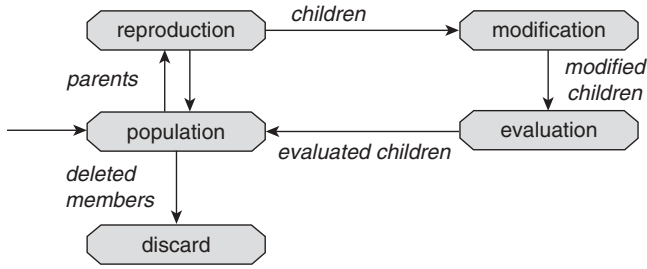 children
reproduction
modification
parents
modified
children
population
evaluation
evaluated children
deleted
members
discard